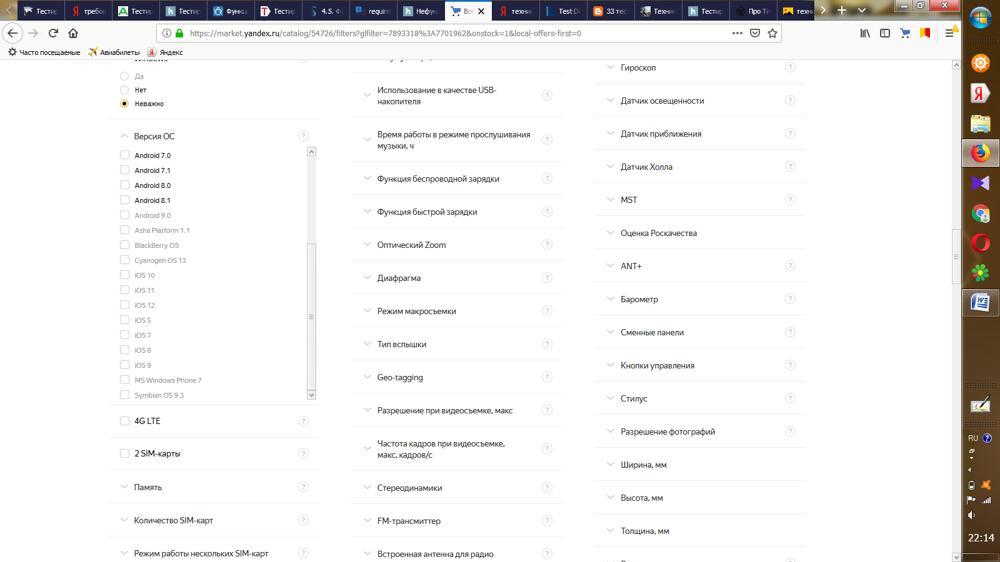 Тестир
требов
Тестир
Тестир
Функц
Тестир
4.5. Ф
require
Нефун
Все
техник
Test De
33 тест
Техник
Тестир
Про Те
техн
https://market.yandex.ru/catalog/54726/filters?glfilter=7893318%3A7701962&onstock=1&local-offers-first=0
Часто посещаемые
Авиабилеты
Яндекс
Windows
Да
Нет
Неважно
Версия ОС
Android 7.0
Android 7.1
Android 8.0
Android 8.1
Android 9.0
Asha Platform 1.1
BlackBerry OS
Cyanogen OS 13
iOS 10
iOS 11
iOS 12
iOS 5
iOS 7
iOS 8
iOS 9
MS Windows Phone 7
Symbian OS 9.3
4G LTE
2 SIM-карты
Память
Количество SIM-карт
Режим работы нескольких SIM-карт
Использование в качестве USB-
накопителя
Время работы в режиме прослушивания
музыки, ч
Функция беспроводной зарядки
Функция быстрой зарядки
Оптический Zoom
Диафрагма
Режим макросъемки
Тип вспышки
Geo-tagging
Разрешение при видеосъемке, макс
Частота кадров при видеосъемке,
макс, кадров/с
Стереодинамики
FM-трансмиттер
Встроенная антенна для радио
Гироскоп
Датчик освещенности
Датчик приближения
Датчик Холла
MST
Оценка Роскачества
ANT+
Барометр
Сменные панели
Кнопки управления
Стилус
Разрешение фотографий
Ширина, мм
Высота, мм
Толщина, мм
RU
22:14